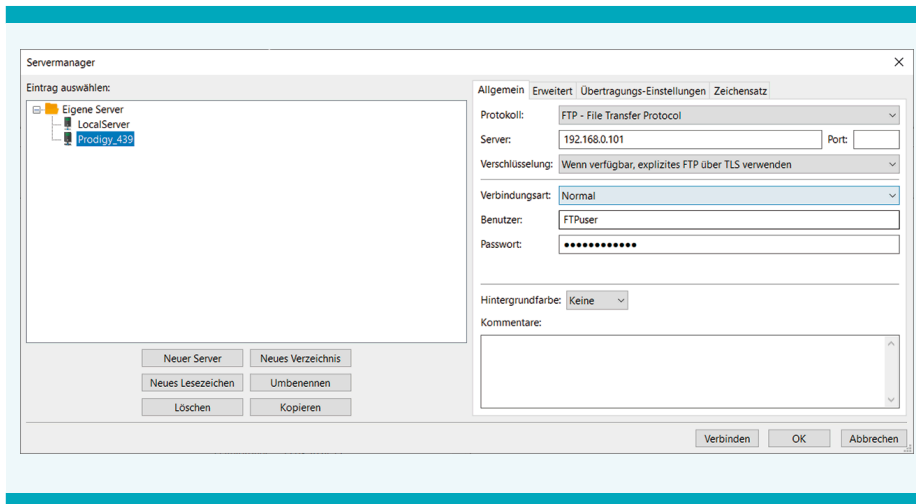 Servermanager
Eintrag auswählen:
Eigene Server
LocalServer
Prodigy_439
Neuer Server
Neues Verzeichnis
Neues Lesezeichen
Umbenennen
Löschen
Kopieren
Allgemein Erweitert Übertragungs-Einstellungen Zeichensatz
Protokoll: FTP - File Transfer Protocol
Server: 192.168.0.101 Port:
Verschlüsselung: Wenn verfügbar, explizites FTP über TLS verwenden
Verbindungsart: Normal
Benutzer: FTPuser
Passwort: ●●●●●●●●●●●●
Hintergrundfarbe: Keine
Kommentare:
Verbinden OK Abbrechen